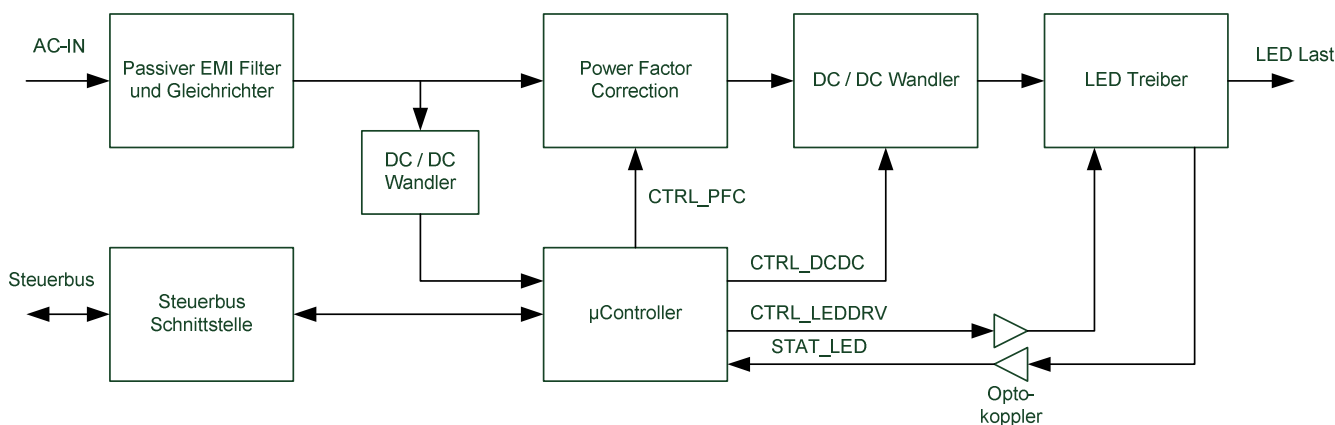 AC-IN
Passiver EMI Filter
und Gleichrichter
Power Factor
Correction
DC / DC Wandler
LED Treiber
LED Last
DC / DC
Wandler
CTRL_PFC
Steuerbus
Steuerbus
Schnittstelle
µController
CTRL_DCDC
CTRL_LEDDRV
STAT_LED
Opto-
koppler